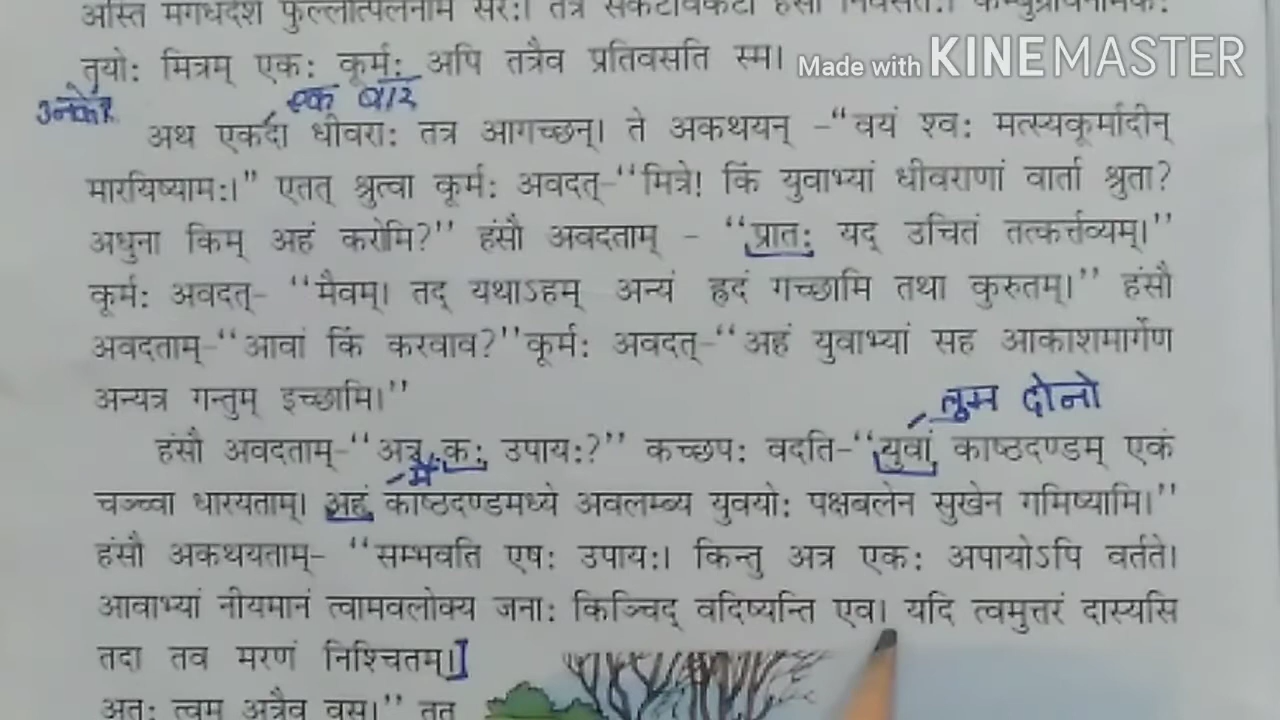 अस्ति मगधदेशे फुल्लोत्पलनाम सरः। तत्र संकटविकटौ हंसौ निवसतः। कम्बुग्रीवनामकः
तयोः मित्रम् एकः कूर्मः अपि तत्रैव प्रतिवसति स्म।
Made with KINEMASTER
उनके एक बार
अथ एकदा धीवराः तत्र आगच्छन्। ते अकथयन् -“वयं श्वः मत्स्यकूर्मादीन्
मारयिष्यामः।” एतत् श्रुत्वा कूर्मः अवदत्-“मित्रे! किं युवाभ्यां धीवराणां वार्ता श्रुता?
अधुना किम् अहं करोमि?” हंसौ अवदताम् - “प्रातः यद् उचितं तत्कर्त्तव्यम्।”
कूर्मः अवदत्- “मैवम्। तद् यथाऽहम् अन्यं ह्रदं गच्छामि तथा कुरुतम्।” हंसौ
अवदताम्-“आवां किं करवाव?”कूर्मः अवदत्-“अहं युवाभ्यां सह आकाशमार्गेण
अन्यत्र गन्तुम् इच्छामि।”
तुम दोनो
हंसौ अवदताम्-“अत्र कः उपायः?” कच्छपः वदति-“युवां काष्ठदण्डम् एकं
मैं
चञ्च्वा धारयताम्। अहं काष्ठदण्डमध्ये अवलम्ब्य युवयोः पक्षबलेन सुखेन गमिष्यामि।”
हंसौ अकथयताम्- “सम्भवति एषः उपायः। किन्तु अत्र एकः अपायोऽपि वर्तते।
आवाभ्यां नीयमानं त्वामवलोक्य जनाः किञ्चिद् वदिष्यन्ति एव। यदि त्वमुत्तरं दास्यसि
तदा तव मरणं निश्चितम्।]
अतः त्वम् अत्रैव वस।” तत्